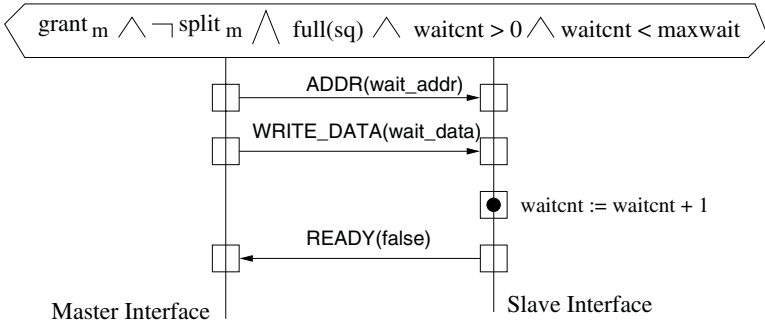 grant m ∧ ¬ split m ∧ full(sq) ∧ waitcnt > 0 ∧ waitcnt < maxwait
ADDR(wait_addr)
WRITE_DATA(wait_data)
waitcnt := waitcnt + 1
READY(false)
Master Interface Slave Interface